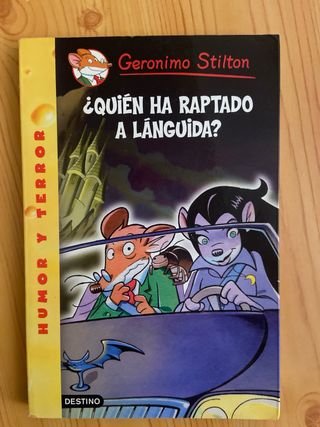 Geronimo Stilton
¿QUIÉN HA RAPTADO
A LÁNGUIDA?
HUMOR Y TERROR
DESTINO